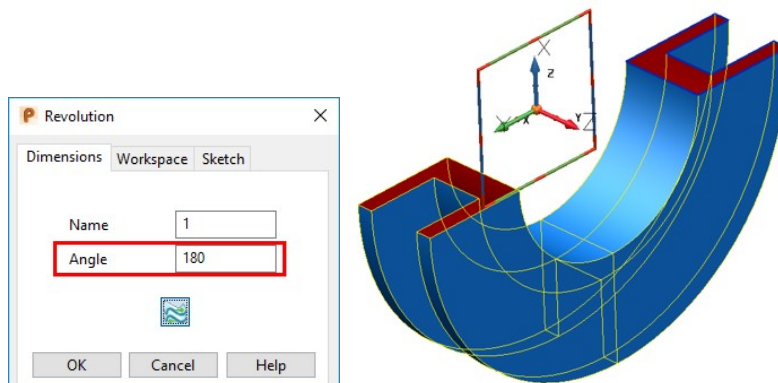 P Revolution
Dimensions Workspace Sketch
Name 1
Angle 180
OK Cancel Help
X
Z
X Y Z